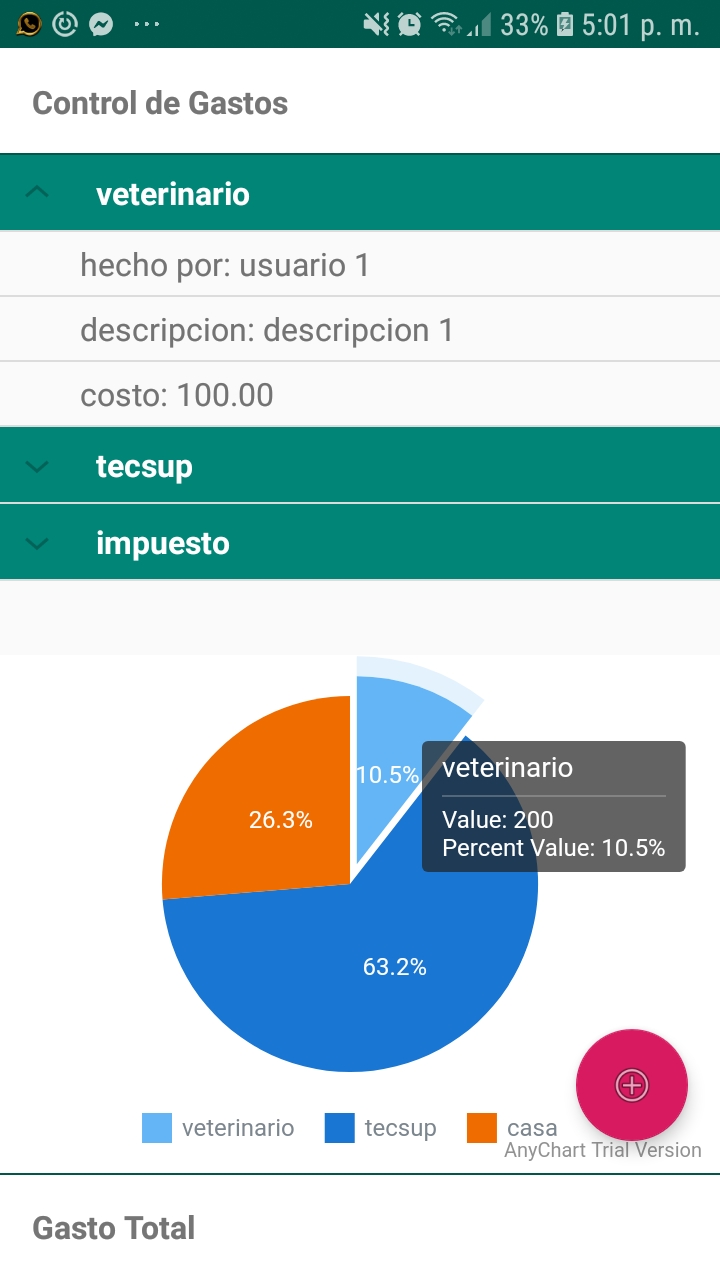 33% 5:01 p. m.
Control de Gastos
veterinario
hecho por: usuario 1
descripcion: descripcion 1
costo: 100.00
tecsup
impuesto
10.5%
veterinario
Value: 200
Percent Value: 10.5%
26.3%
63.2%
veterinario tecsup casa
AnyChart Trial Version
Gasto Total